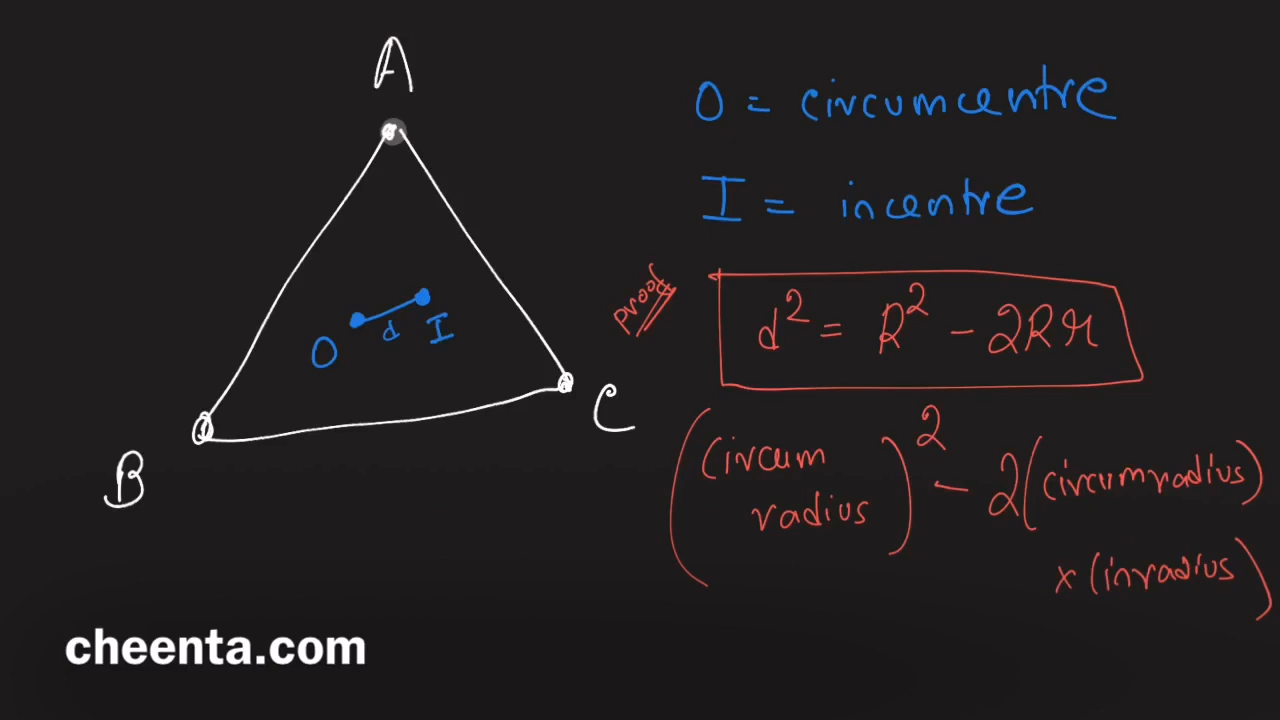 A
O = circumcentre
I = incentre
Proof
d² = R² - 2Rr
O
d
I
B
C
(circum radius)² - 2(circumradius) x (inradius)
cheenta.com